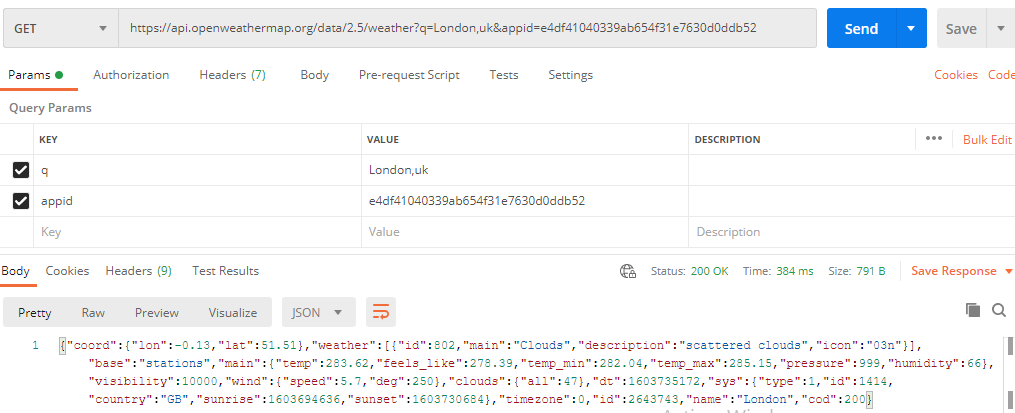 GET https://api.openweathermap.org/data/2.5/weather?q=London,uk&appid=e4df41040339ab654f31e7630d0ddb52 Send Save
Params Authorization Headers (7) Body Pre-request Script Tests Settings Cookies Code
Query Params
KEY VALUE DESCRIPTION ••• Bulk Edit
q London,uk
appid e4df41040339ab654f31e7630d0ddb52
Key Value Description
Body Cookies Headers (9) Test Results Status: 200 OK Time: 384 ms Size: 791 B Save Response
Pretty Raw Preview Visualize JSON
1 {"coord":{"lon":-0.13,"lat":51.51},"weather":[{"id":802,"main":"Clouds","description":"scattered clouds","icon":"03n"}],
"base":"stations","main":{"temp":283.62,"feels_like":278.39,"temp_min":282.04,"temp_max":285.15,"pressure":999,"humidity":66},
"visibility":10000,"wind":{"speed":5.7,"deg":250},"clouds":{"all":47},"dt":1603735172,"sys":{"type":1,"id":1414,
"country":"GB","sunrise":1603694636,"sunset":1603730684},"timezone":0,"id":2643743,"name":"London","cod":200}